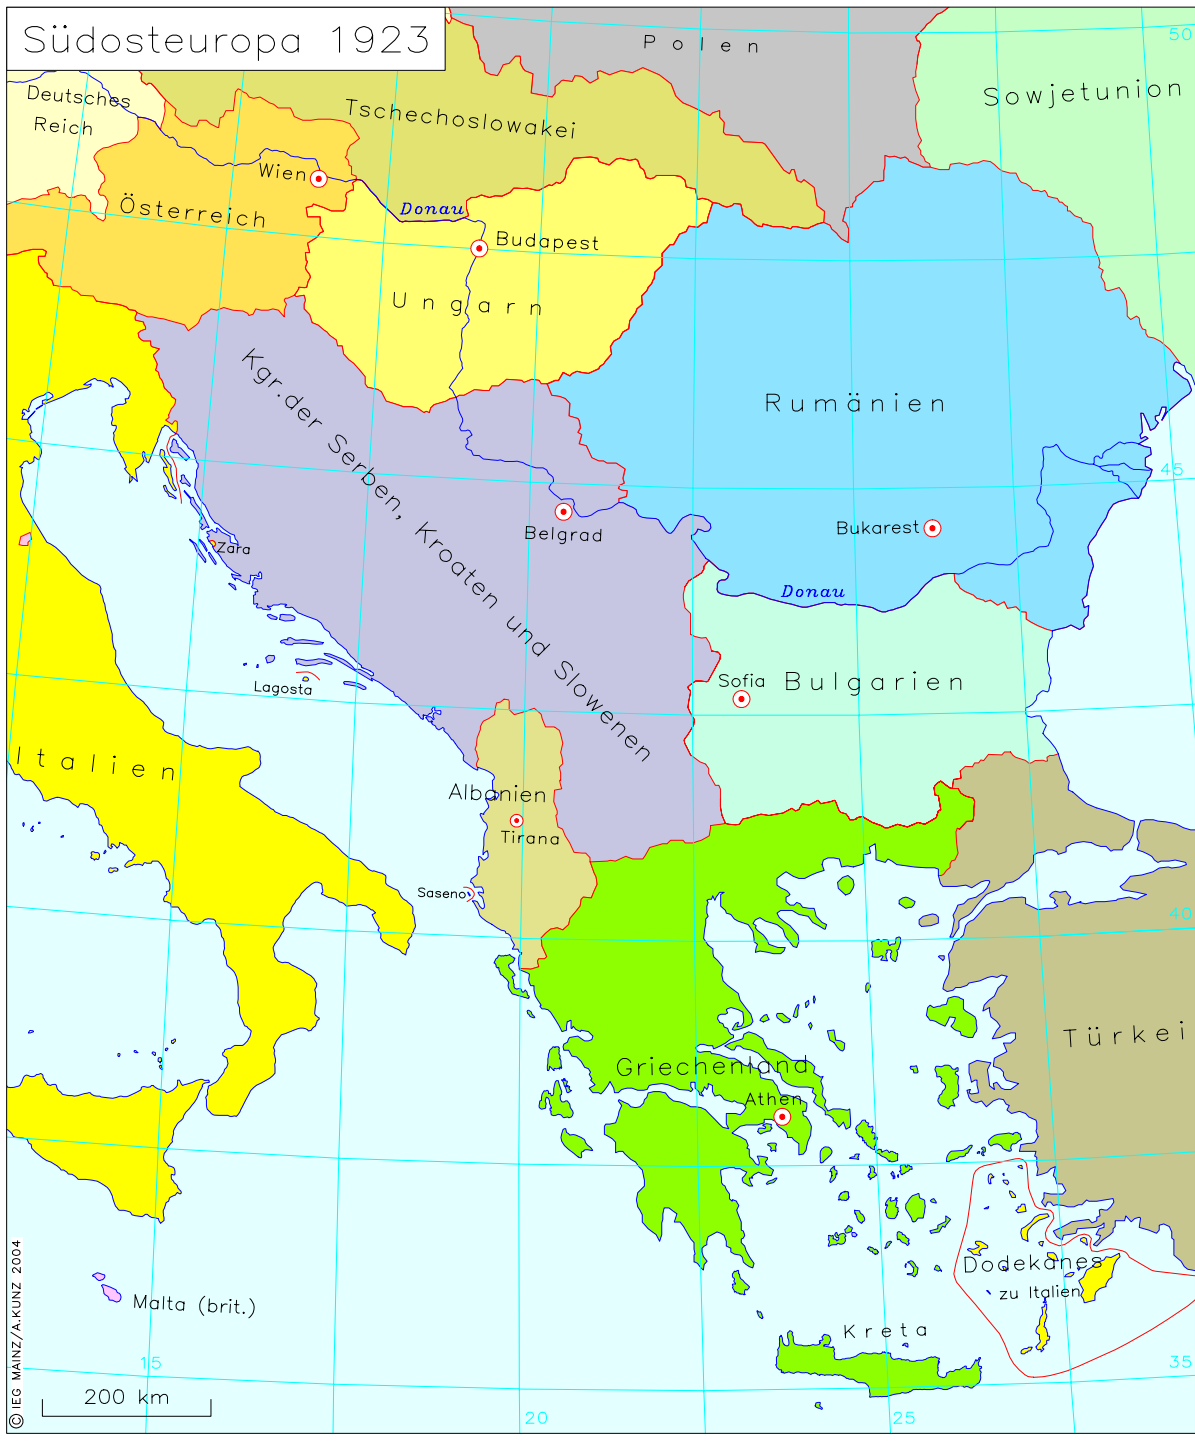 Südosteuropa 1923
50
Polen
Sowjetunion
Deutsches
Reich
Tschechoslowakei
Wien
Österreich
Donau
Budapest
Ungarn
Kgr.der Serben, Kroaten und Slowenen
Rumänien
45
Belgrad
Bukarest
Zara
Donau
Lagosta
Sofia
Bulgarien
Italien
Albanien
Tirana
Saseno
40
Türkei
Griechenland
Athen
Dodekanes
zu Italien
Malta (brit.)
Kreta
15
35
200 km
20
25
© IEG MAINZ/A.KUNZ 2004